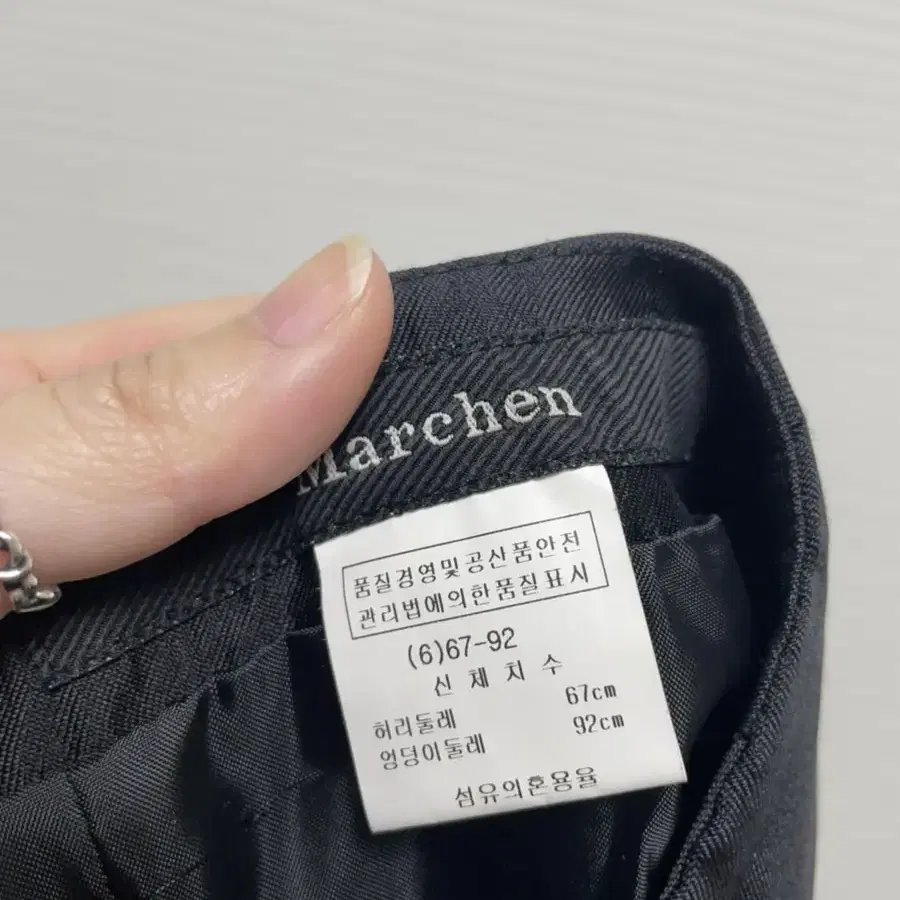 Marchen
품질경영및공산품안전
관리법에의한품질표시
(6)67-92
신체치수
허리둘레 67cm
엉덩이둘레 92cm
섬유의혼용율